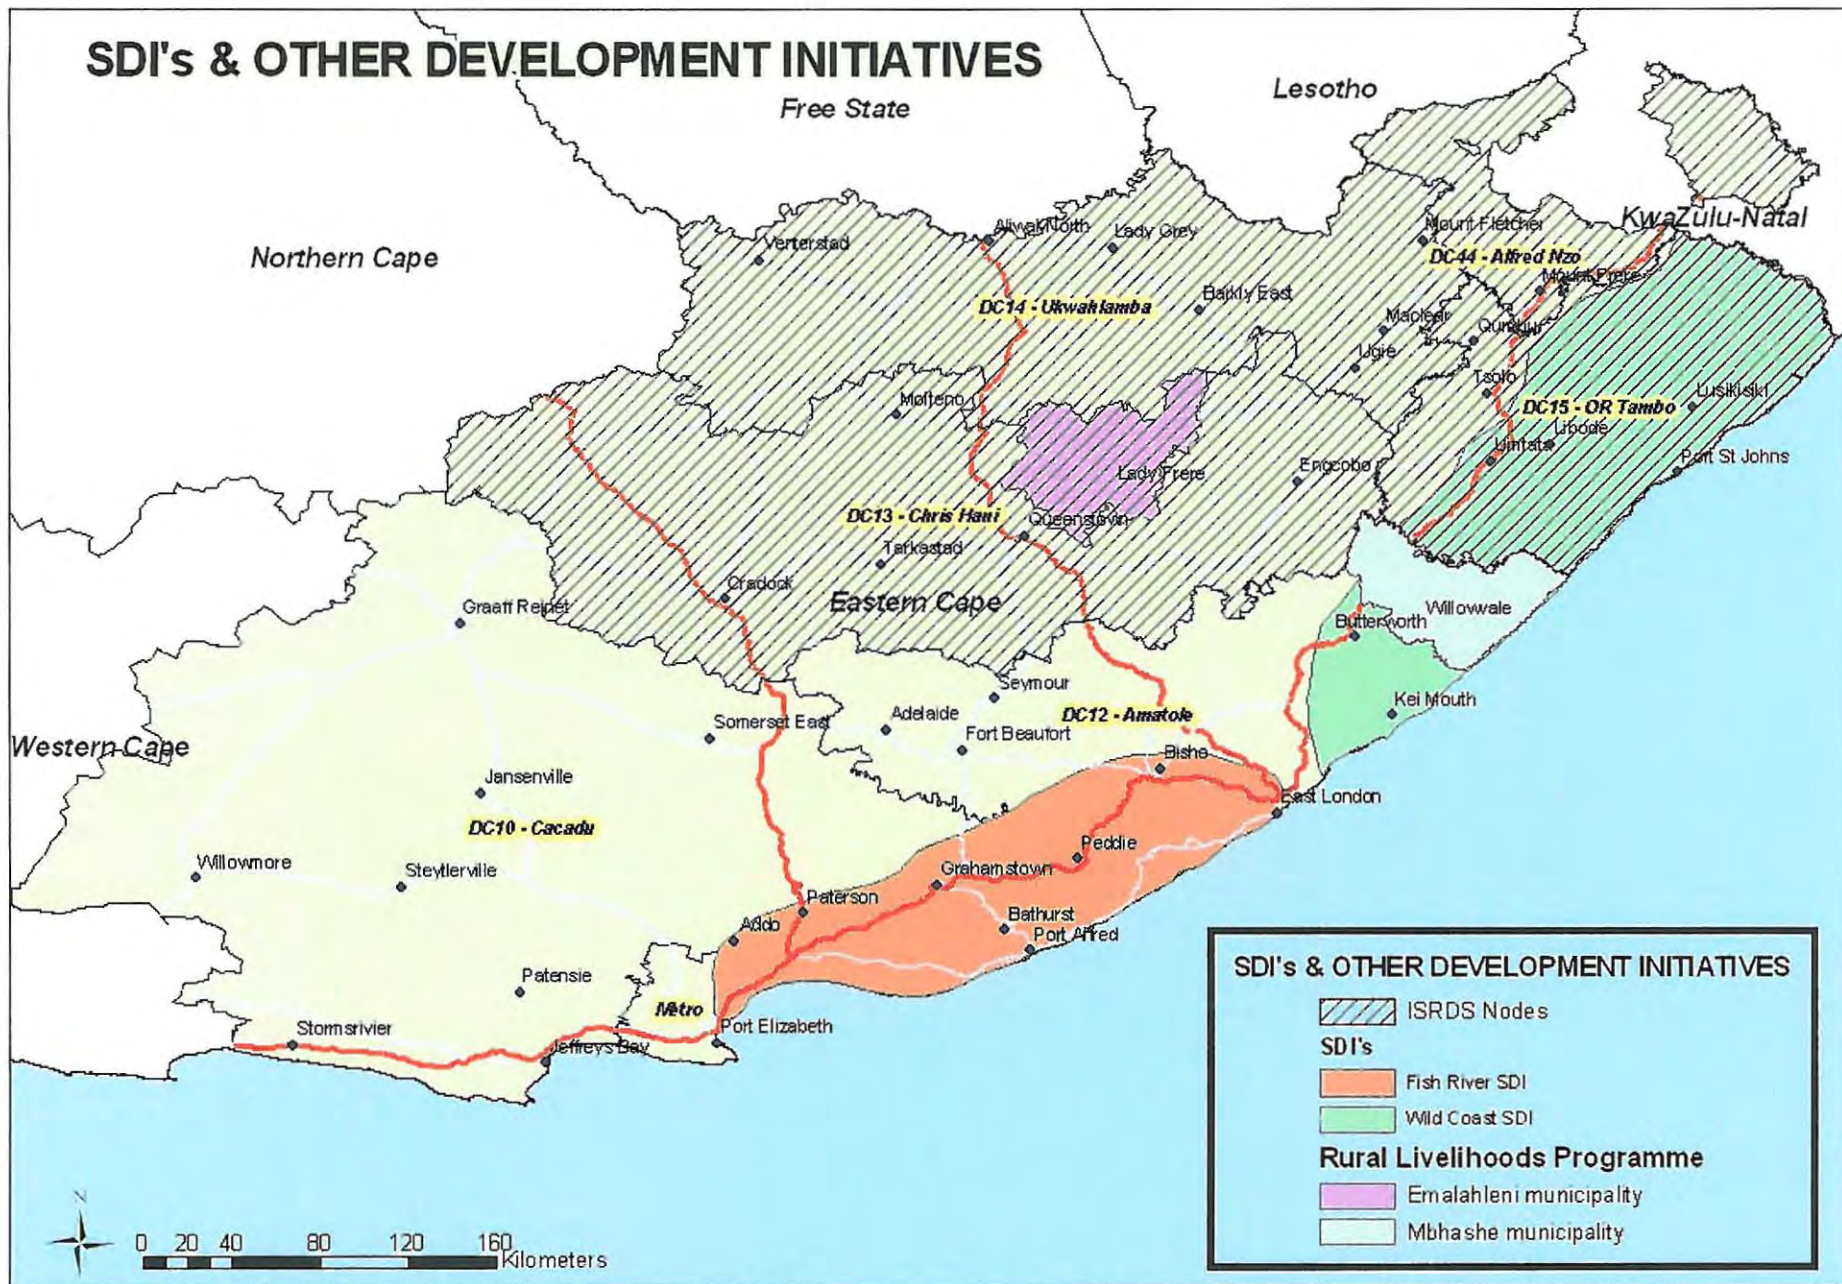 SDI's & OTHER DEVELOPMENT INITIATIVES
Free State
Lesotho
KwaZulu-Natal
Northern Cape
Aliwal North
Lady Grey
Mount Fletcher
Venterstad
DC44 - Alfred Nzo
Mount Frere
DC14 - Ukwahlamba
Barkly East
Maclear
Qumbu
Ugie
Tsolo
Molteno
DC15 - OR Tambo
Lusikisiki
Libode
Umtata
Port St Johns
Lady Frere
Engcobo
DC13 - Chris Hani
Queenstown
Tarkastad
Cradock
Eastern Cape
Willowvale
Graaff Reinet
Butterworth
Seymour
Kei Mouth
Somerset East
Adelaide
DC12 - Amatole
Western Cape
Fort Beaufort
Bisho
Jansenville
East London
DC10 - Cacadu
Peddie
Willowmore
Steytlerville
Grahamstown
Paterson
Addo
Bathurst
Port Alfred
Patensie
Metro
Port Elizabeth
Stormsrivier
Jeffreys Bay
SDI's & OTHER DEVELOPMENT INITIATIVES
ISRDS Nodes
SDI's
Fish River SDI
Wild Coast SDI
Rural Livelihoods Programme
Emalahleni municipality
Mbhashe municipality
Z
0 20 40 80 120 160
Kilometers